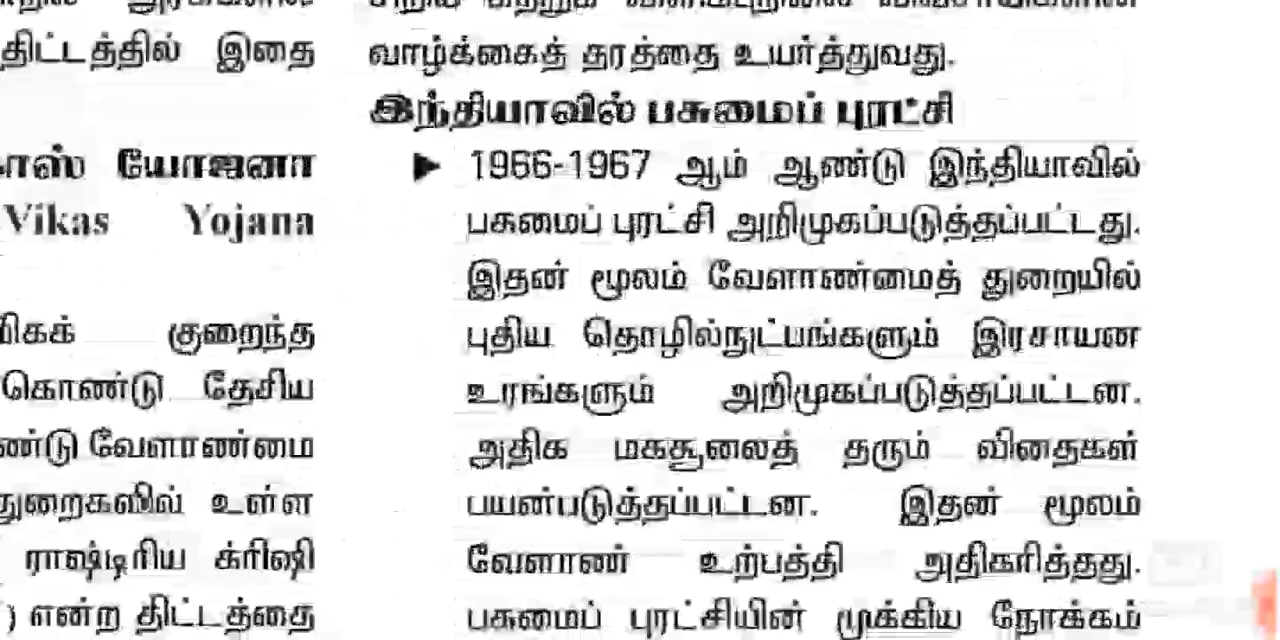 திட்டத்தில் இதை
யோஜனா
Vikas Yojana
குறைந்த
கொண்டு தேசிய
வேளாண்மை
துறைகளில் உள்ள
ராஷ்டிரிய க்ரிஷி
) என்ற திட்டத்தை
வாழ்க்கைத் தரத்தை உயர்த்துவது.
இந்தியாவில் பசுமைப் புரட்சி
► 1966-1967 ஆம் ஆண்டு இந்தியாவில்
பசுமைப் புரட்சி அறிமுகப்படுத்தப்பட்டது.
இதன் மூலம் வேளாண்மைத் துறையில்
புதிய தொழில்நுட்பங்களும் இரசாயன
உரங்களும் அறிமுகப்படுத்தப்பட்டன.
அதிக மகசூலைத் தரும் விதைகள்
பயன்படுத்தப்பட்டன. இதன் மூலம்
வேளாண் உற்பத்தி அதிகரித்தது.
பசுமைப் புரட்சியின் முக்கிய நோக்கம்